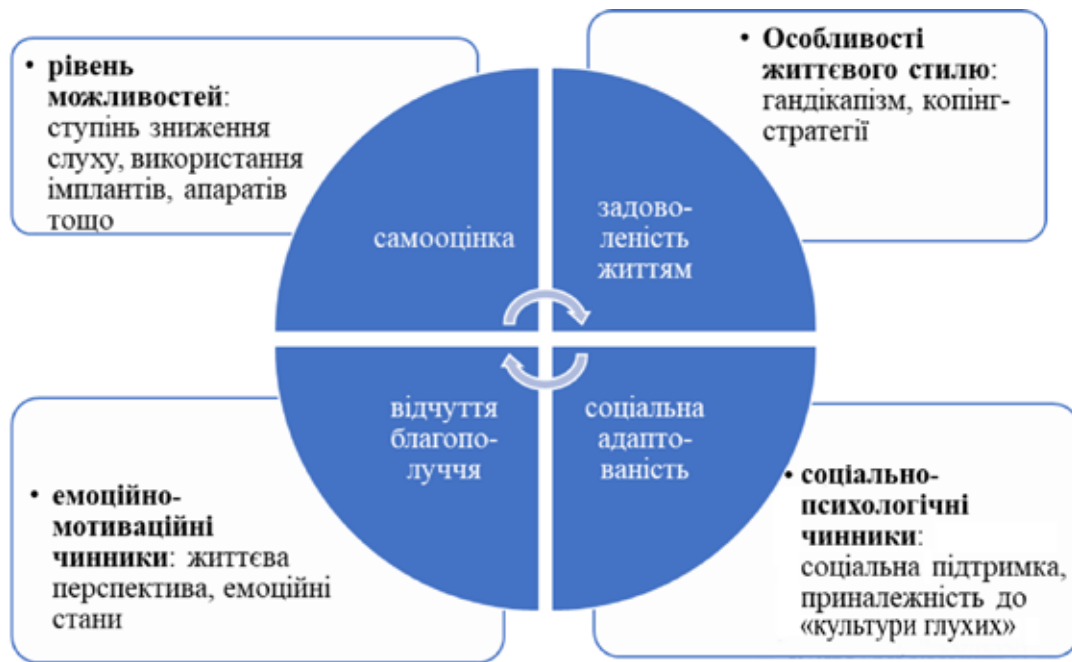 • рівень
можливостей:
ступінь зниження
слуху, використання
імплантів, апаратів
тощо
• Особливості
життєвого стилю:
гандікапізм, копінг-
стратегії
самооцінка
задово-
леність
життям
відчуття
благопо-
луччя
соціальна
адапто-
ваність
• емоційно-
мотиваційні
чинники: життєва
перспектива, емоційні
стани
• соціально-
психологічні
чинники:
соціальна підтримка,
приналежність до
«культури глухих»